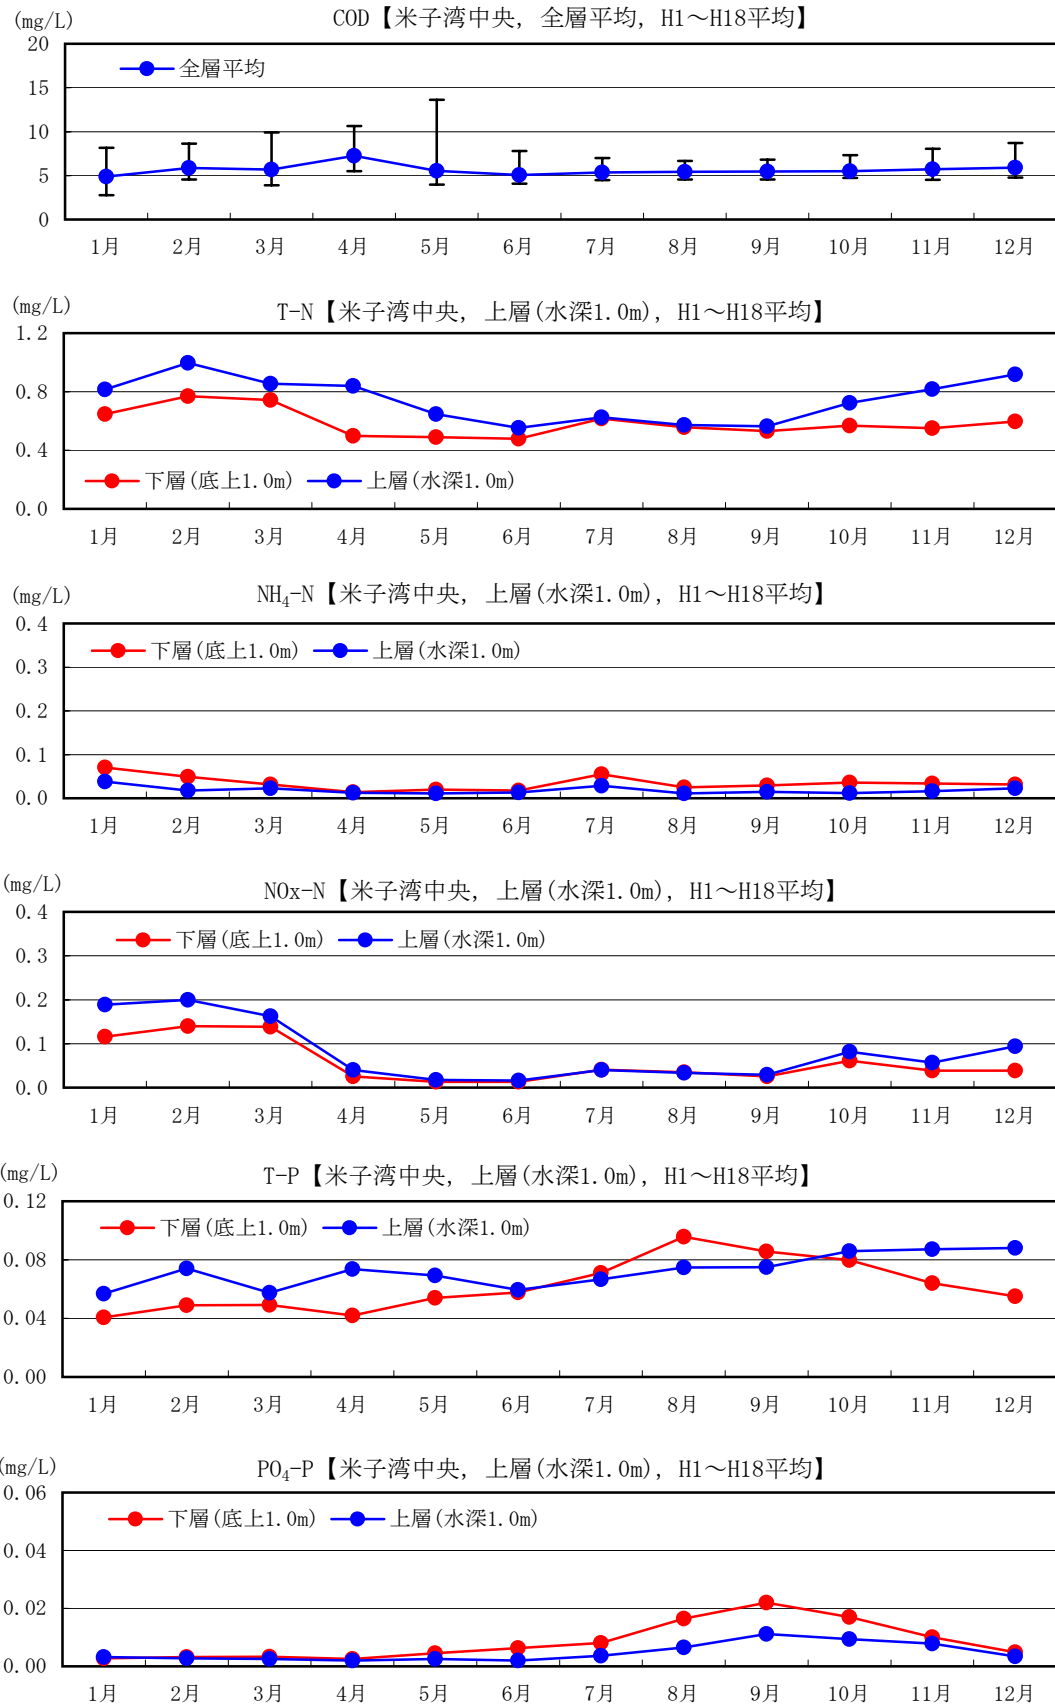 (mg/L)
COD【米子湾中央, 全層平均, H1～H18平均】
20
15
10
5
0
全層平均
1月 2月 3月 4月 5月 6月 7月 8月 9月 10月 11月 12月
(mg/L)
T-N【米子湾中央, 上層(水深1.0m), H1～H18平均】
1.2
0.8
0.4
0.0
下層(底上1.0m) 上層(水深1.0m)
1月 2月 3月 4月 5月 6月 7月 8月 9月 10月 11月 12月
(mg/L)
NH₄-N【米子湾中央, 上層(水深1.0m), H1～H18平均】
0.4
0.3
0.2
0.1
0.0
下層(底上1.0m) 上層(水深1.0m)
1月 2月 3月 4月 5月 6月 7月 8月 9月 10月 11月 12月
(mg/L)
NOx-N【米子湾中央, 上層(水深1.0m), H1～H18平均】
0.4
0.3
0.2
0.1
0.0
下層(底上1.0m) 上層(水深1.0m)
1月 2月 3月 4月 5月 6月 7月 8月 9月 10月 11月 12月
(mg/L)
T-P【米子湾中央, 上層(水深1.0m), H1～H18平均】
0.12
0.08
0.04
0.00
下層(底上1.0m) 上層(水深1.0m)
1月 2月 3月 4月 5月 6月 7月 8月 9月 10月 11月 12月
(mg/L)
PO₄-P【米子湾中央, 上層(水深1.0m), H1～H18平均】
0.06
0.04
0.02
0.00
下層(底上1.0m) 上層(水深1.0m)
1月 2月 3月 4月 5月 6月 7月 8月 9月 10月 11月 12月